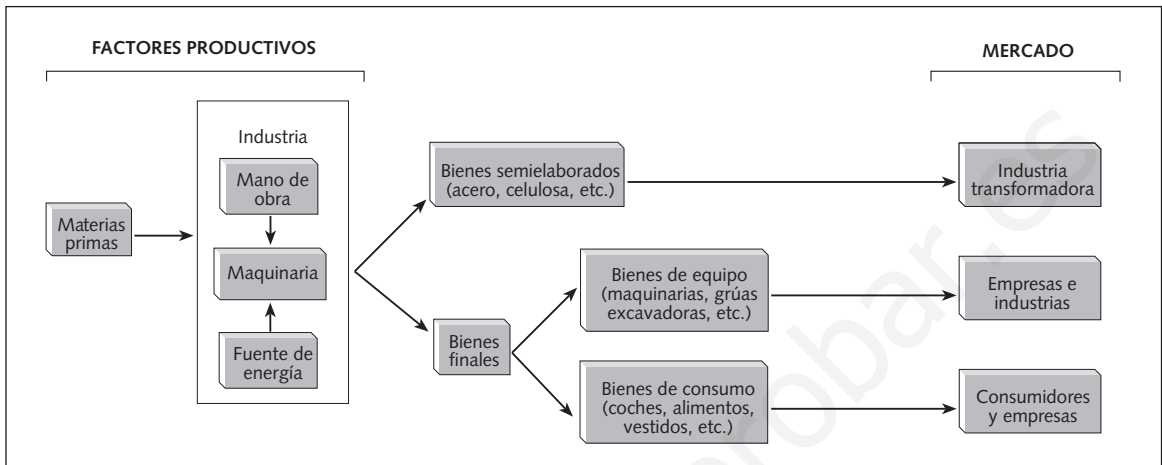 FACTORES PRODUCTIVOS
MERCADO
Industria
Mano de
obra
Materias
primas
Maquinaria
Fuente de
energía
Bienes semielaborados
(acero, celulosa, etc.)
Industria
transformadora
Bienes
finales
Bienes de equipo
(maquinarias, grúas
excavadoras, etc.)
Empresas e
industrias
Bienes de consumo
(coches, alimentos,
vestidos, etc.)
Consumidores
y empresas